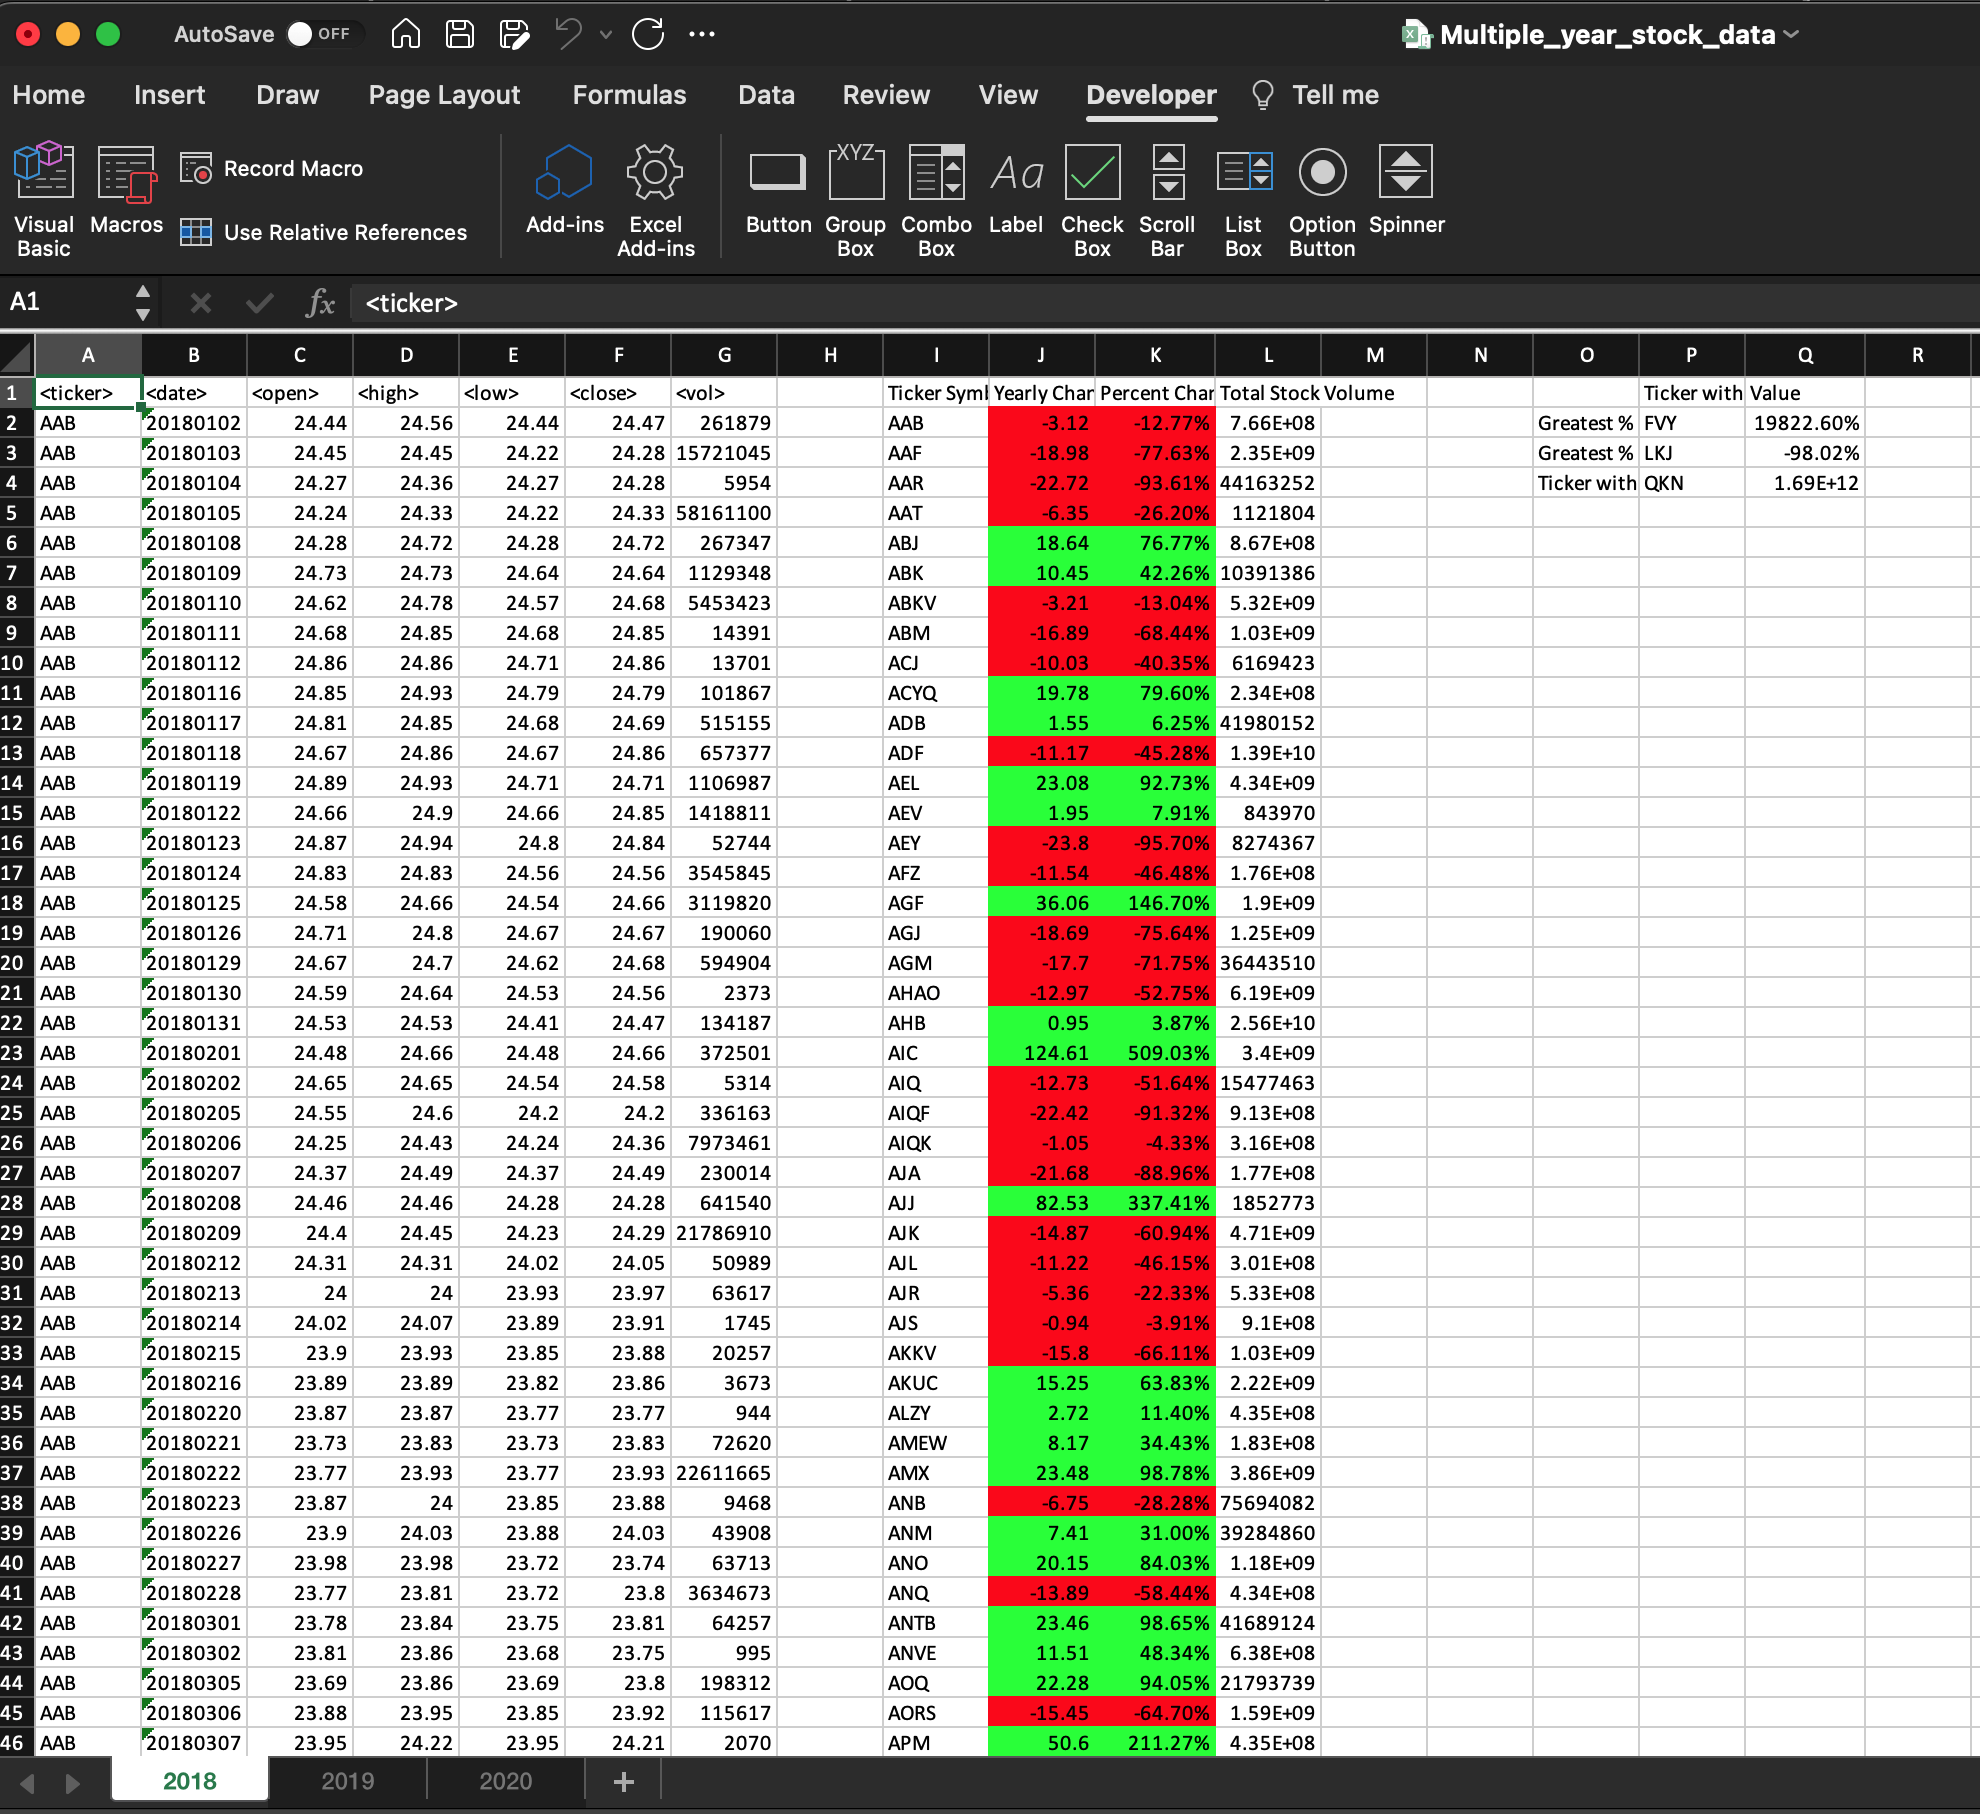 AutoSave OFF Multiple_year_stock_data
Home Insert Draw Page Layout Formulas Data Review View Developer Tell me
Visual Basic Macros Record Macro Use Relative References Add-ins Excel Add-ins Button XYZ Group Box Combo Box Aa Label Check Box Scroll Bar List Box Option Button Spinner
A1 fx <ticker>
A B C D E F G H I J K L M N O P Q R
1 <ticker> <date> <open> <high> <low> <close> <vol> Ticker Syml Yearly Char Percent Char Total Stock Volume Ticker with Value
2 AAB 20180102 24.44 24.56 24.44 24.47 261879 AAB -3.12 -12.77% 7.66E+08 Greatest % FVY 19822.60%
3 AAB 20180103 24.45 24.45 24.22 24.28 15721045 AAF -18.98 -77.63% 2.35E+09 Greatest % LKJ -98.02%
4 AAB 20180104 24.27 24.36 24.27 24.28 5954 AAR -22.72 -93.61% 44163252 Ticker with QKN 1.69E+12
5 AAB 20180105 24.24 24.33 24.22 24.33 58161100 AAT -6.35 -26.20% 1121804
6 AAB 20180108 24.28 24.72 24.28 24.72 267347 ABJ 18.64 76.77% 8.67E+08
7 AAB 20180109 24.73 24.73 24.64 24.64 1129348 ABK 10.45 42.26% 10391386
8 AAB 20180110 24.62 24.78 24.57 24.68 5453423 ABKV -3.21 -13.04% 5.32E+09
9 AAB 20180111 24.68 24.85 24.68 24.85 14391 ABM -16.89 -68.44% 1.03E+09
10 AAB 20180112 24.86 24.86 24.71 24.86 13701 ACJ -10.03 -40.35% 6169423
11 AAB 20180116 24.85 24.93 24.79 24.79 101867 ACYQ 19.78 79.60% 2.34E+08
12 AAB 20180117 24.81 24.85 24.68 24.69 515155 ADB 1.55 6.25% 41980152
13 AAB 20180118 24.67 24.86 24.67 24.86 657377 ADF -11.17 -45.28% 1.39E+10
14 AAB 20180119 24.89 24.93 24.71 24.71 1106987 AEL 23.08 92.73% 4.34E+09
15 AAB 20180122 24.66 24.9 24.66 24.85 1418811 AEV 1.95 7.91% 843970
16 AAB 20180123 24.87 24.94 24.8 24.84 52744 AEY -23.8 -95.70% 8274367
17 AAB 20180124 24.83 24.83 24.56 24.56 3545845 AFZ -11.54 -46.48% 1.76E+08
18 AAB 20180125 24.58 24.66 24.54 24.66 3119820 AGF 36.06 146.70% 1.9E+09
19 AAB 20180126 24.71 24.8 24.67 24.67 190060 AGJ -18.69 -75.64% 1.25E+09
20 AAB 20180129 24.67 24.7 24.62 24.68 594904 AGM -17.7 -71.75% 36443510
21 AAB 20180130 24.59 24.64 24.53 24.56 2373 AHAO -12.97 -52.75% 6.19E+09
22 AAB 20180131 24.53 24.53 24.41 24.47 134187 AHB 0.95 3.87% 2.56E+10
23 AAB 20180201 24.48 24.66 24.48 24.66 372501 AIC 124.61 509.03% 3.4E+09
24 AAB 20180202 24.65 24.65 24.54 24.58 5314 AIQ -12.73 -51.64% 15477463
25 AAB 20180205 24.55 24.6 24.2 24.2 336163 AIQF -22.42 -91.32% 9.13E+08
26 AAB 20180206 24.25 24.43 24.24 24.36 7973461 AIQK -1.05 -4.33% 3.16E+08
27 AAB 20180207 24.37 24.49 24.37 24.49 230014 AJA -21.68 -88.96% 1.77E+08
28 AAB 20180208 24.46 24.46 24.28 24.28 641540 AJJ 82.53 337.41% 1852773
29 AAB 20180209 24.4 24.45 24.23 24.29 21786910 AJK -14.87 -60.94% 4.71E+09
30 AAB 20180212 24.31 24.31 24.02 24.05 50989 AJL -11.22 -46.15% 3.01E+08
31 AAB 20180213 24 24 23.93 23.97 63617 AJR -5.36 -22.33% 5.33E+08
32 AAB 20180214 24.02 24.07 23.89 23.91 1745 AJS -0.94 -3.91% 9.1E+08
33 AAB 20180215 23.9 23.93 23.85 23.88 20257 AKKV -15.8 -66.11% 1.03E+09
34 AAB 20180216 23.89 23.89 23.82 23.86 3673 AKUC 15.25 63.83% 2.22E+09
35 AAB 20180220 23.87 23.87 23.77 23.77 944 ALZY 2.72 11.40% 4.35E+08
36 AAB 20180221 23.73 23.83 23.73 23.83 72620 AMEW 8.17 34.43% 1.83E+08
37 AAB 20180222 23.77 23.93 23.77 23.93 22611665 AMX 23.48 98.78% 3.86E+09
38 AAB 20180223 23.87 24 23.85 23.88 9468 ANB -6.75 -28.28% 75694082
39 AAB 20180226 23.9 24.03 23.88 24.03 43908 ANM 7.41 31.00% 39284860
40 AAB 20180227 23.98 23.98 23.72 23.74 63713 ANO 20.15 84.03% 1.18E+09
41 AAB 20180228 23.77 23.81 23.72 23.8 3634673 ANQ -13.89 -58.44% 4.34E+08
42 AAB 20180301 23.78 23.84 23.75 23.81 64257 ANTB 23.46 98.65% 41689124
43 AAB 20180302 23.81 23.86 23.68 23.75 995 ANVE 11.51 48.34% 6.38E+08
44 AAB 20180305 23.69 23.86 23.69 23.8 198312 AOQ 22.28 94.05% 21793739
45 AAB 20180306 23.88 23.95 23.85 23.92 115617 AORS -15.45 -64.70% 1.59E+09
46 AAB 20180307 23.95 24.22 23.95 24.21 2070 APM 50.6 211.27% 4.35E+08
2018 2019 2020 +